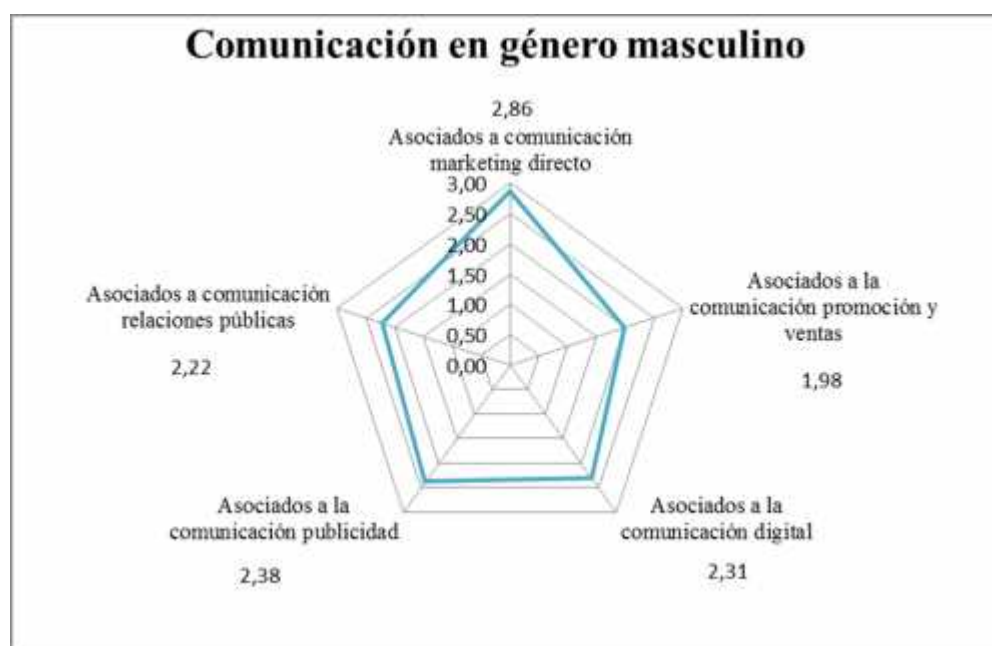 Comunicación en género masculino
2,86
Asociados a comunicación
marketing directo
3,00
2,50
2,00
1,50
1,00
0,50
0,00
Asociados a la
comunicación promoción y
ventas
1,98
Asociados a la
comunicación digital
2,31
Asociados a la
comunicación publicidad
2,38
Asociados a comunicación
relaciones públicas
2,22